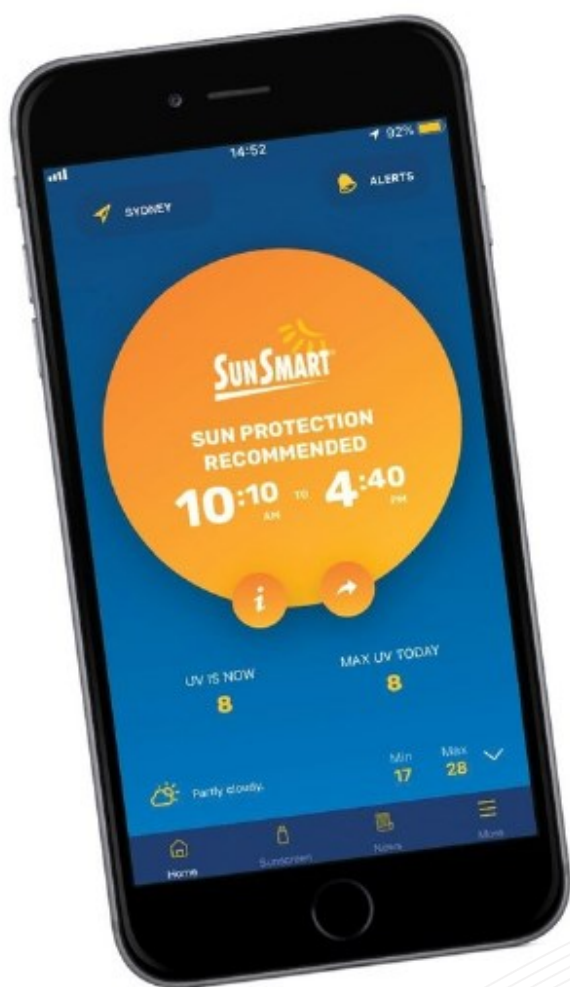 14:52
92%
SYDNEY
ALERTS
SUNSMART
SUN PROTECTION
RECOMMENDED
10:10 AM TO 4:40 PM
i
UV IS NOW
8
MAX UV TODAY
8
Partly cloudy.
Min
17
Max
28
Home
Sunscreen
News
More